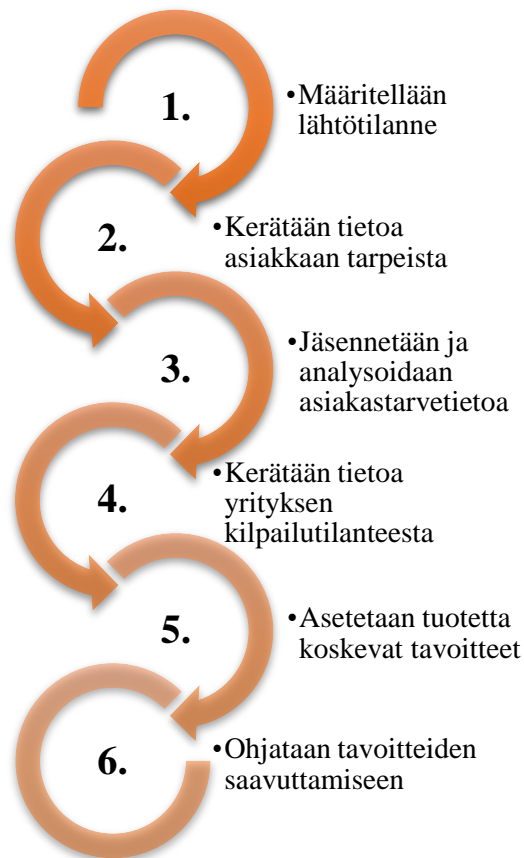 1.
•Määritellään
lähtötilanne
2.
•Kerätään tietoa
asiakkaan tarpeista
3.
•Jäsennetään ja
analysoidaan
asiakastarvetietoa
4.
•Kerätään tietoa
yrityksen
kilpailutilanteesta
5.
•Asetetaan tuotetta
koskevat tavoitteet
6.
•Ohjataan tavoitteiden
saavuttamiseen